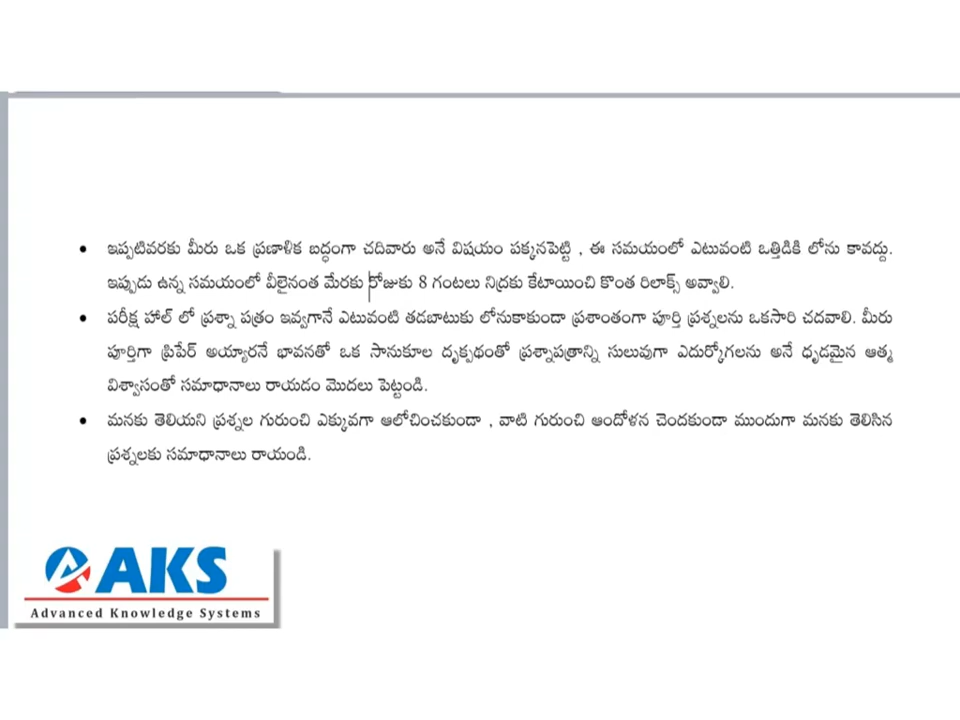 • ఇప్పటివరకు మీరు ఒక ప్రణాళిక బద్ధంగా చదివారు అనే విషయం పక్కనపెట్టి , ఈ సమయంలో ఎటువంటి ఒత్తిడికి లోను కావద్దు.
ఇప్పుడు ఉన్న సమయంలో వీలైనంత మేరకు రోజుకు 8 గంటలు నిద్రకు కేటాయించి కొంత రిలాక్స్ అవ్వాలి.
• పరీక్ష హాల్ లో ప్రశ్నా పత్రం ఇవ్వగానే ఎటువంటి తడబాటుకు లోనుకాకుండా ప్రశాంతంగా పూర్తి ప్రశ్నలను ఒకసారి చదవాలి. మీరు
పూర్తిగా ప్రిపేర్ అయ్యారనే భావనతో ఒక సానుకూల దృక్పథంతో ప్రశ్నాపత్రాన్ని సులువుగా ఎదుర్కోగలను అనే ధృడమైన ఆత్మ
విశ్వాసంతో సమాధానాలు రాయడం మొదలు పెట్టండి.
• మనకు తెలియని ప్రశ్నల గురుంచి ఎక్కువగా ఆలోచించకుండా , వాటి గురుంచి ఆందోళన చెందకుండా ముందుగా మనకు తెలిసిన
ప్రశ్నలకు సమాధానాలు రాయండి.
AKS
Advanced Knowledge Systems